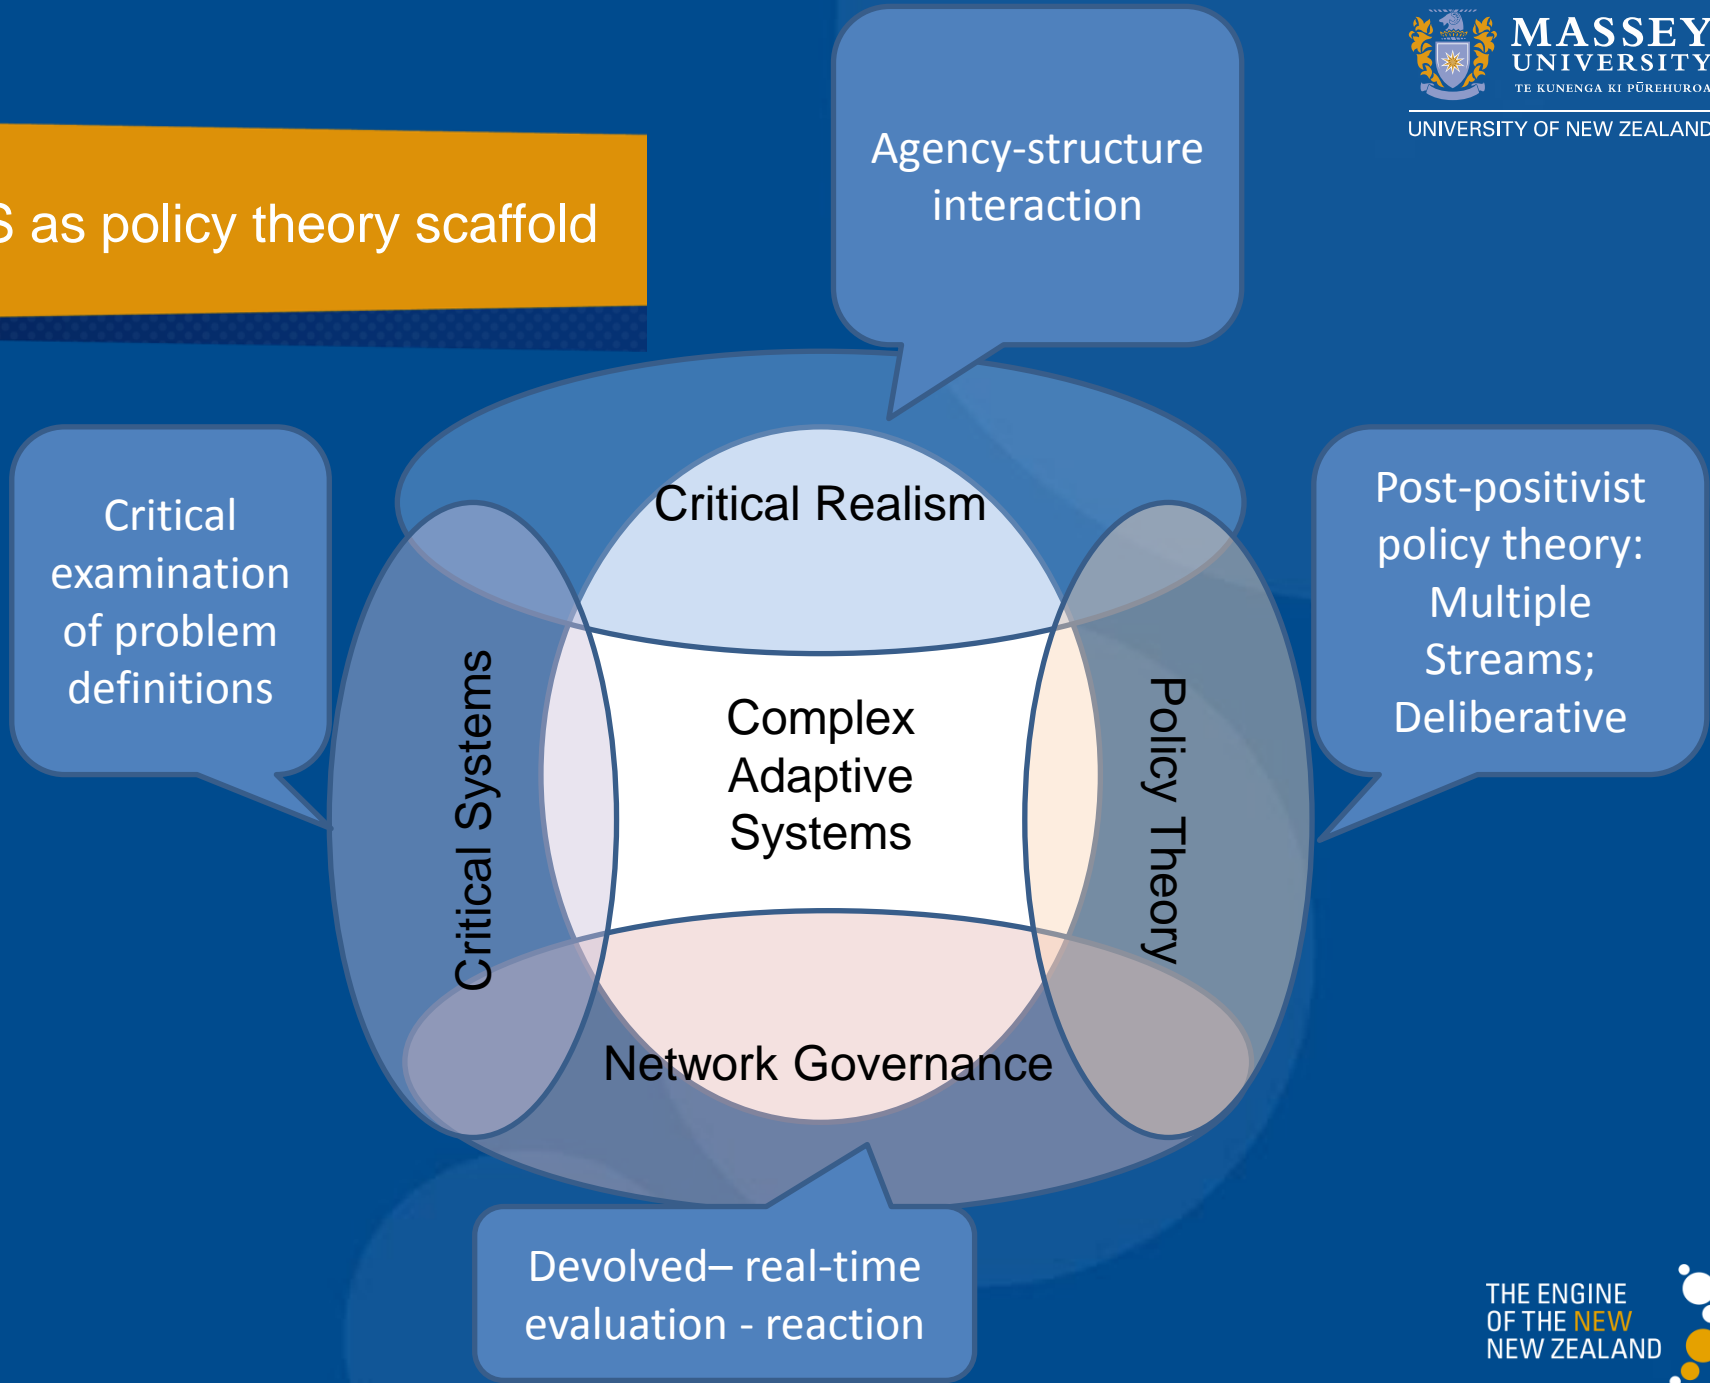 MASSEY
UNIVERSITY
TE KUNENGA KI PŪREHUROA
UNIVERSITY OF NEW ZEALAND
S as policy theory scaffold
Agency-structure
interaction
Critical
examination
of problem
definitions
Critical Realism
Post-positivist
policy theory:
Multiple
Streams;
Deliberative
Critical Systems
Complex
Adaptive
Systems
Policy Theory
Network Governance
Devolved– real-time
evaluation - reaction
THE ENGINE
OF THE NEW
NEW ZEALAND